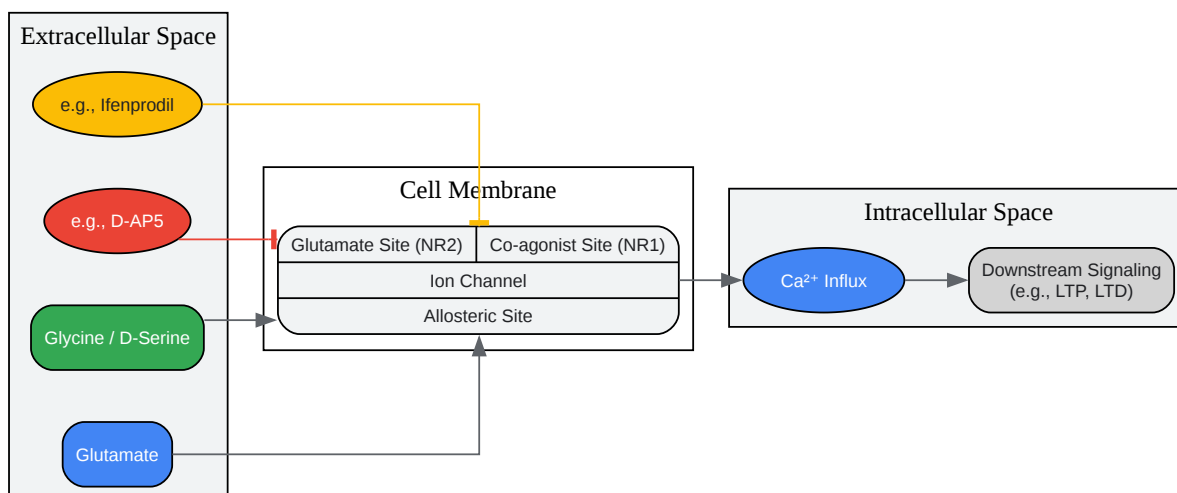 Extracellular Space
e.g., Ifenprodil
e.g., D-AP5
Glycine / D-Serine
Glutamate
Cell Membrane
Glutamate Site (NR2)
Co-agonist Site (NR1)
Ion Channel
Allosteric Site
Intracellular Space
Ca²⁺ Influx
Downstream Signaling
(e.g., LTP, LTD)